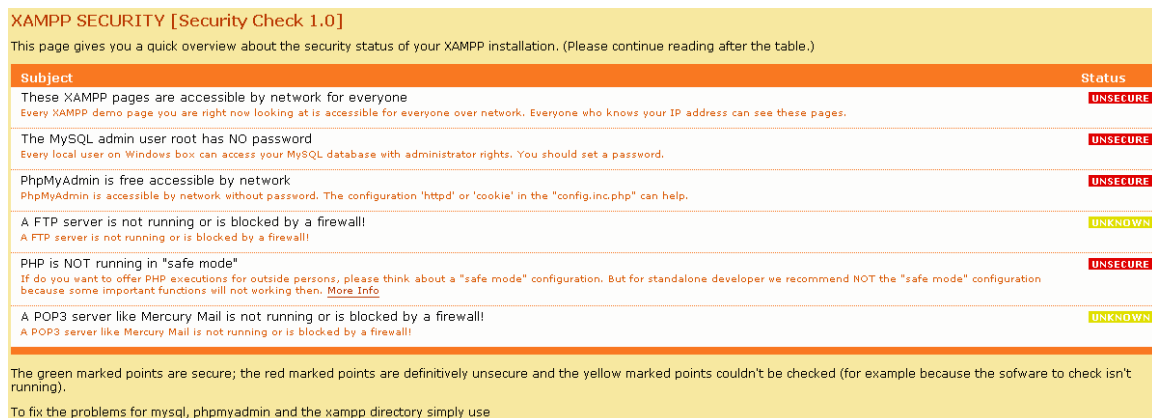 XAMPP SECURITY [Security Check 1.0]
This page gives you a quick overview about the security status of your XAMPP installation. (Please continue reading after the table.)
Subject Status
These XAMPP pages are accessible by network for everyone UNSECURE
Every XAMPP demo page you are right now looking at is accessible for everyone over network. Everyone who knows your IP address can see these pages.
The MySQL admin user root has NO password UNSECURE
Every local user on Windows box can access your MySQL database with administrator rights. You should set a password.
PhpMyAdmin is free accessible by network UNSECURE
PhpMyAdmin is accessible by network without password. The configuration 'httpd' or 'cookie' in the "config.inc.php" can help.
A FTP server is not running or is blocked by a firewall! UNKNOWN
A FTP server is not running or is blocked by a firewall!
PHP is NOT running in "safe mode" UNSECURE
If do you want to offer PHP executions for outside persons, please think about a "safe mode" configuration. But for standalone developer we recommend NOT the "safe mode" configuration
because some important functions will not working then. More Info
A POP3 server like Mercury Mail is not running or is blocked by a firewall! UNKNOWN
A POP3 server like Mercury Mail is not running or is blocked by a firewall!
The green marked points are secure; the red marked points are definitively unsecure and the yellow marked points couldn't be checked (for example because the sofware to check isn't
running).
To fix the problems for mysql, phpmyadmin and the xampp directory simply use